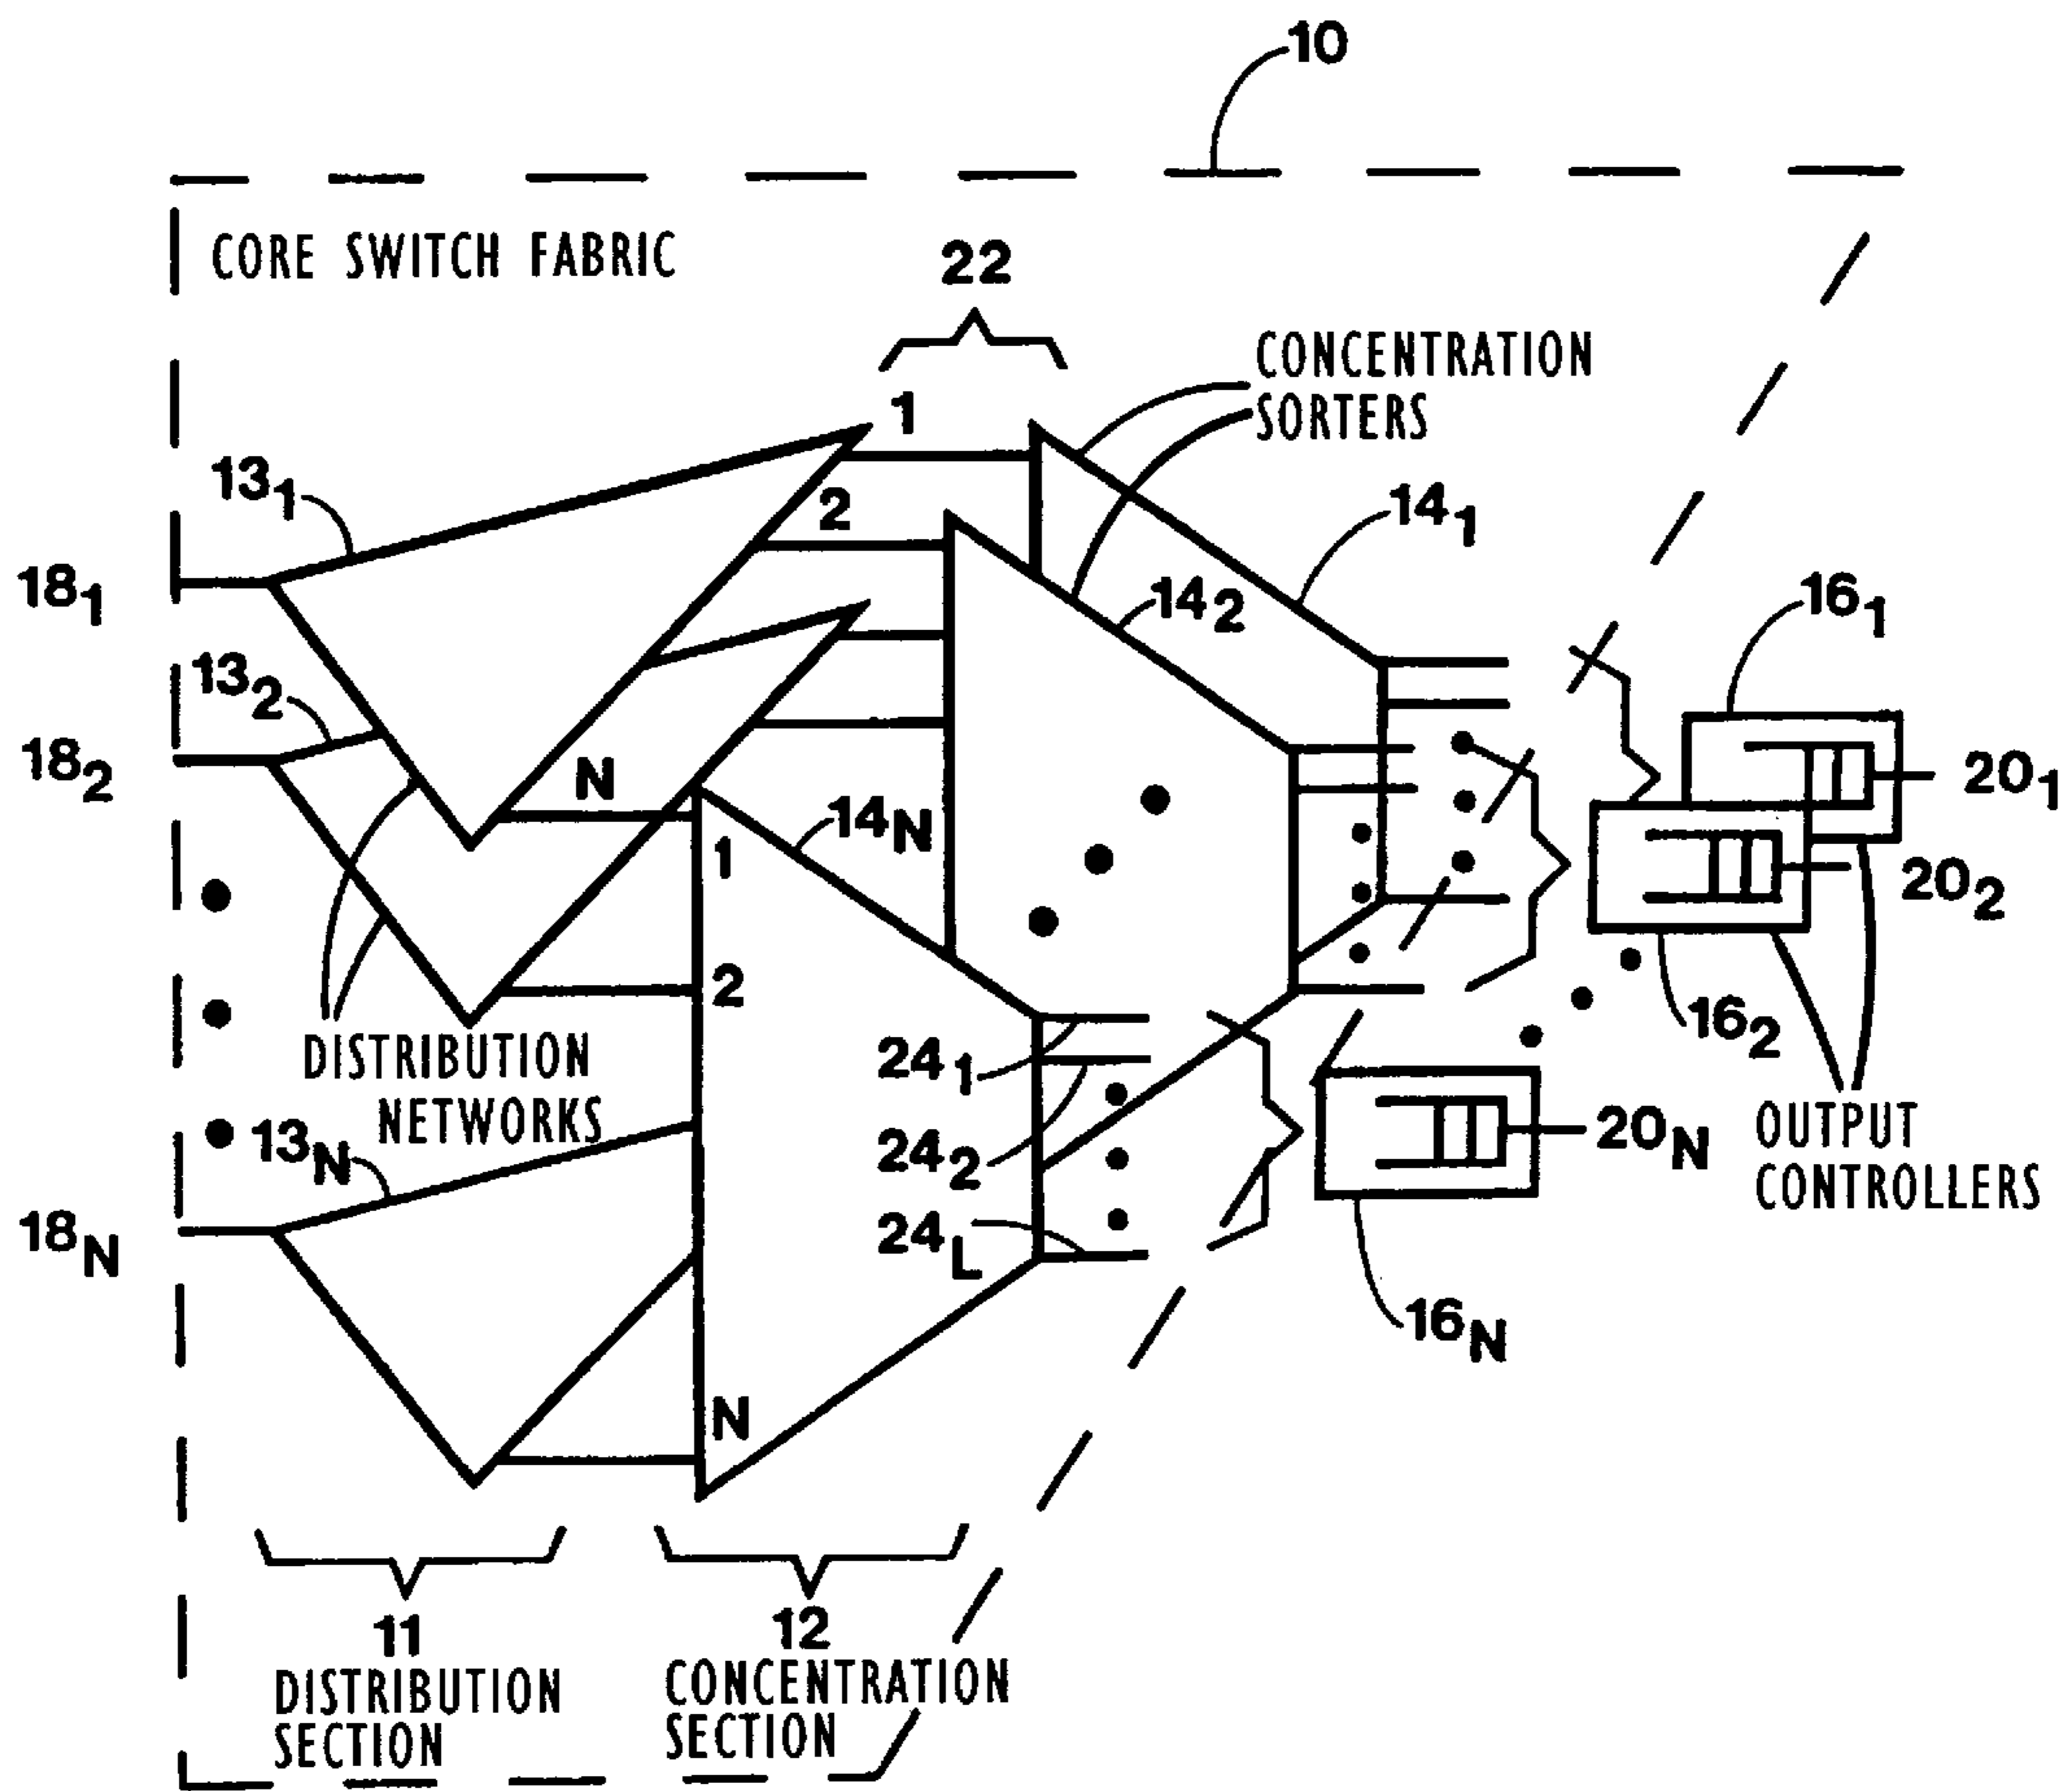 10
CORE SWITCH FABRIC
22
CONCENTRATION
SORTERS
1
13₁
2
14₁
18₁
14₂
16₁
13₂
18₂
N
14N
20₁
1
20₂
2
16₂
DISTRIBUTION
NETWORKS
24₁
13N
24₂
20N
OUTPUT
CONTROLLERS
18N
24L
16N
N
11
DISTRIBUTION
SECTION
12
CONCENTRATION
SECTION